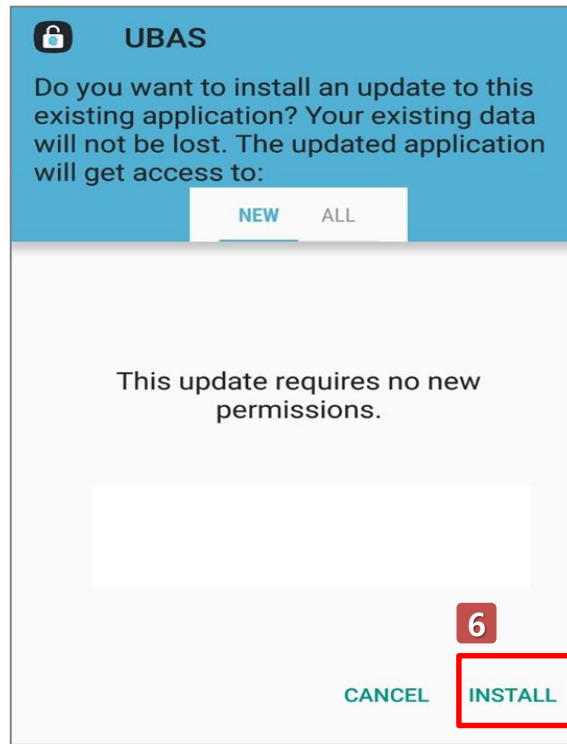 UBAS
Do you want to install an update to this
existing application? Your existing data
will not be lost. The updated application
will get access to:
NEW ALL
This update requires no new
permissions.
6
CANCEL INSTALL